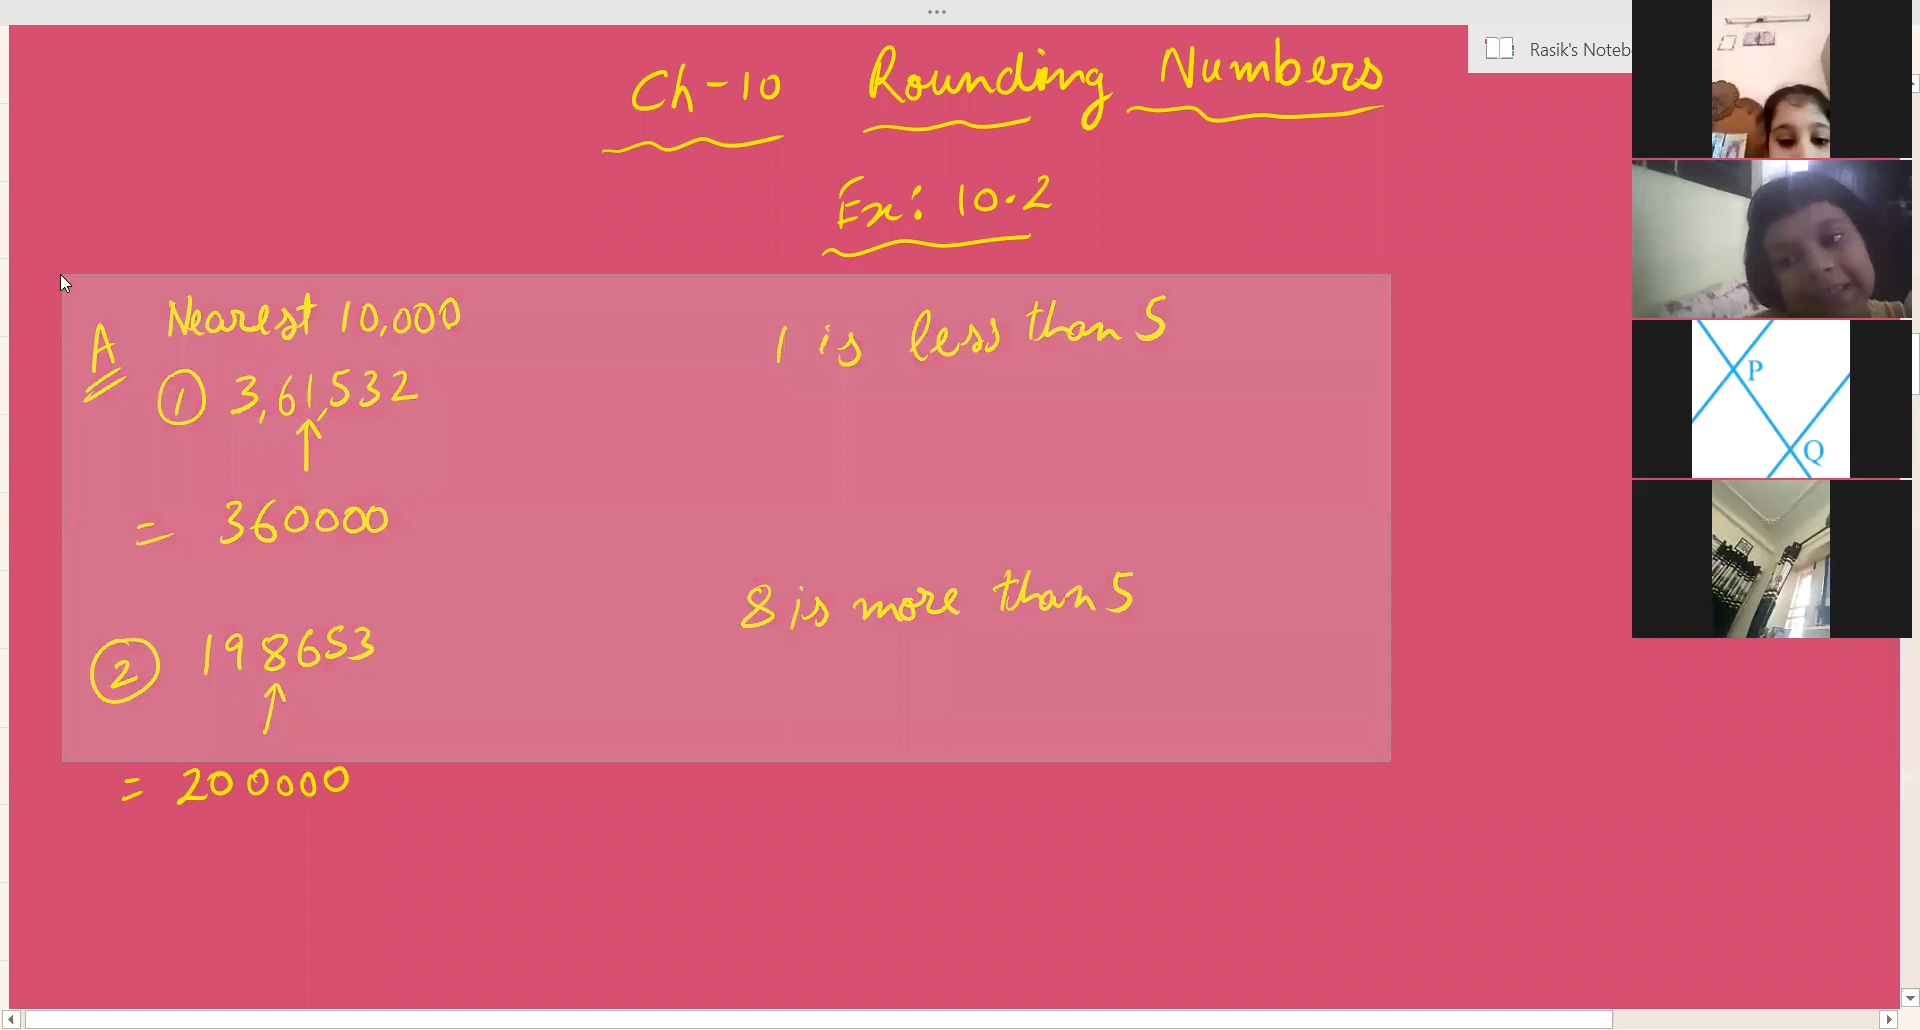 Rasik's Noteb
Ch-10 Rounding Numbers
Ex: 10.2
A Nearest 10,000
1 is less than 5
① 3,61,532
↑
= 360000
8 is more than 5
② 198653
↑
= 200000
P
Q